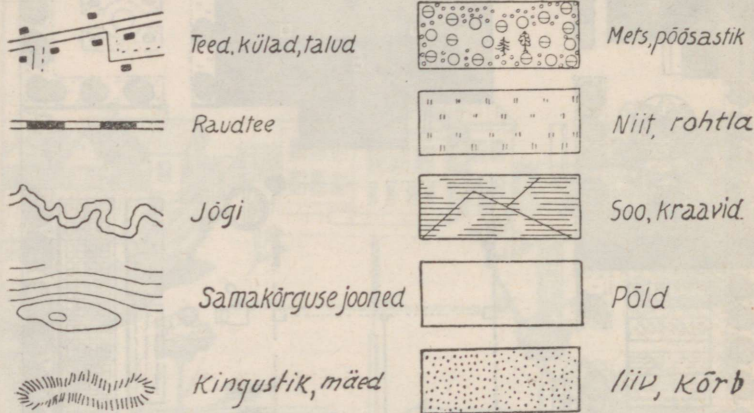 Teed, külad, talud
Raudtee
Jõgi
Samakõrguse jooned
Kingustik, mäed
Mets, põõsastik
Niit, rohtla
Soo, kraavid.
Põld
liiv, kõrb